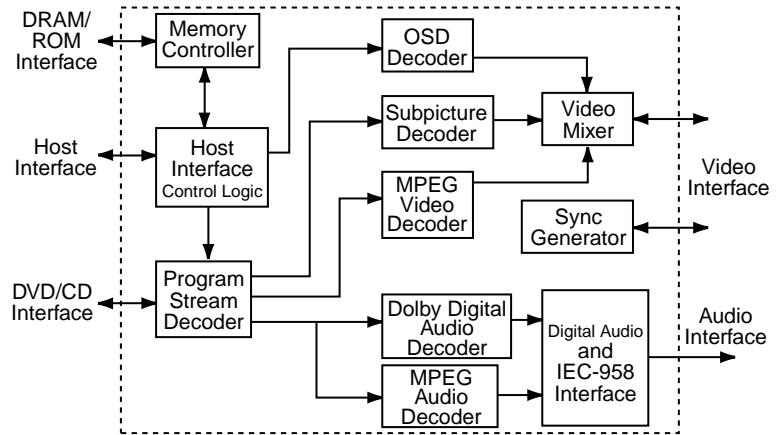 DRAM/
ROM
Interface
Memory
Controller
OSD
Decoder
Host
Interface
Host
Interface
Control Logic
Subpicture
Decoder
Video
Mixer
MPEG
Video
Decoder
Video
Interface
Sync
Generator
DVD/CD
Interface
Program
Stream
Decoder
Dolby Digital
Audio
Decoder
MPEG
Audio
Decoder
Digital Audio
and
IEC-958
Interface
Audio
Interface